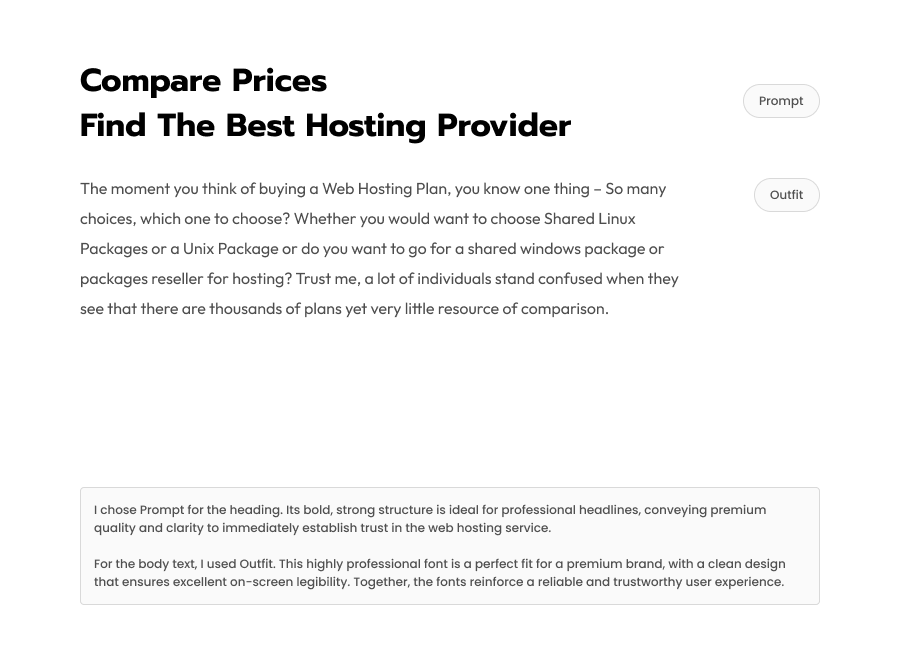 Compare Prices
Find The Best Hosting Provider
Prompt
The moment you think of buying a Web Hosting Plan, you know one thing – So many
choices, which one to choose? Whether you would want to choose Shared Linux
Packages or a Unix Package or do you want to go for a shared windows package or
packages reseller for hosting? Trust me, a lot of individuals stand confused when they
see that there are thousands of plans yet very little resource of comparison.
Outfit
I chose Prompt for the heading. Its bold, strong structure is ideal for professional headlines, conveying premium
quality and clarity to immediately establish trust in the web hosting service.
For the body text, I used Outfit. This highly professional font is a perfect fit for a premium brand, with a clean design
that ensures excellent on-screen legibility. Together, the fonts reinforce a reliable and trustworthy user experience.